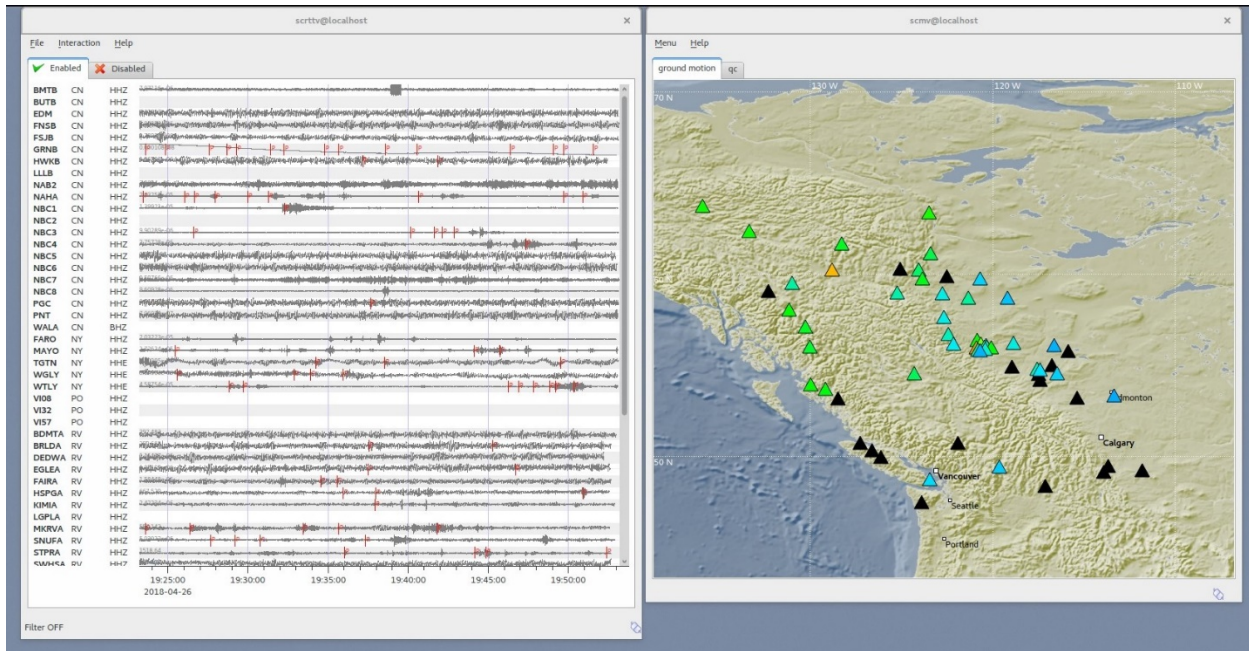 scrttv@localhost
File Interaction Help
Enabled Disabled
BMTB CN HHZ
BUTB CN HHZ
EDM CN HHZ
FNSB CN HHZ
FSJB CN HHZ
GRNB CN HHZ
HWKB CN HHZ
LLLB CN HHZ
NAB2 CN HHZ
NAHA CN HHZ
NBC1 CN HHZ
NBC2 CN HHZ
NBC3 CN HHZ
NBC4 CN HHZ
NBC5 CN HHZ
NBC6 CN HHZ
NBC7 CN HHZ
NBC8 CN HHZ
PGC CN HHZ
PNT CN HHZ
WALA CN BHZ
FARO NY HHZ
MAYO NY HHZ
TGTN NY HHE
WGLY NY HHE
WTLY NY HHE
VI08 PO HHZ
VI32 PO HHZ
VI57 PO HHZ
BDMTA RV HHZ
BRLDA RV HHZ
DEDWA RV HHZ
EGLEA RV HHZ
FAIRA RV HHZ
HSPGA RV HHZ
KIMIA RV HHZ
LGPLA RV HHZ
MKRVA RV HHZ
SNUFA RV HHZ
STPRA RV HHZ
SWHSA RV HHZ
19:25:00 19:30:00 19:35:00 19:40:00 19:45:00 19:50:00
2018-04-26
Filter OFF
scmv@localhost
Menu Help
ground motion qc
70 N
130 W 120 W 110 W
Edmonton
Calgary
50 N
Vancouver
Seattle
Portland